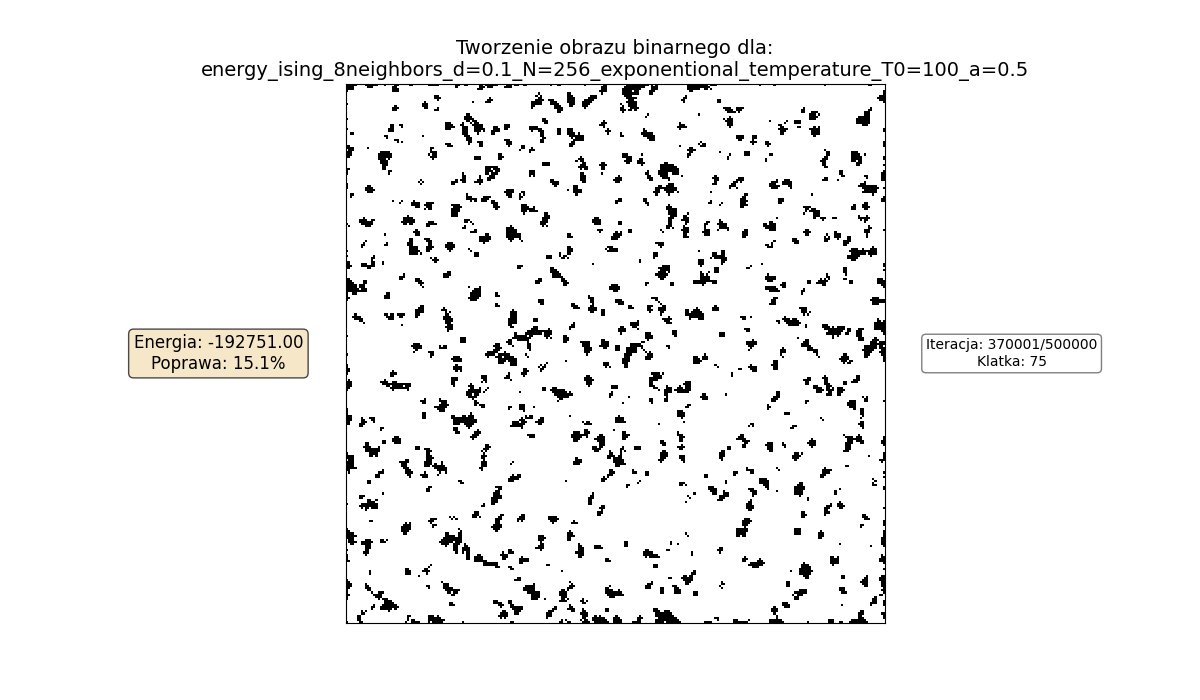 Tworzenie obrazu binarnego dla:
energy_ising_8neighbors_d=0.1_N=256_exponentional_temperature_T0=100_a=0.5
Energia: -192751.00
Poprawa: 15.1%
Iteracja: 370001/500000
Klatka: 75